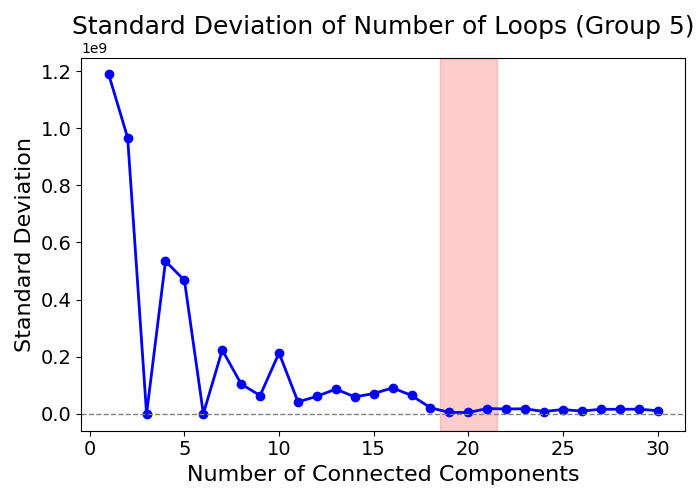 Standard Deviation of Number of Loops (Group 5)
1e9
1.2
1.0
0.8
0.6
0.4
0.2
0.0
Standard Deviation
0 5 10 15 20 25 30
Number of Connected Components